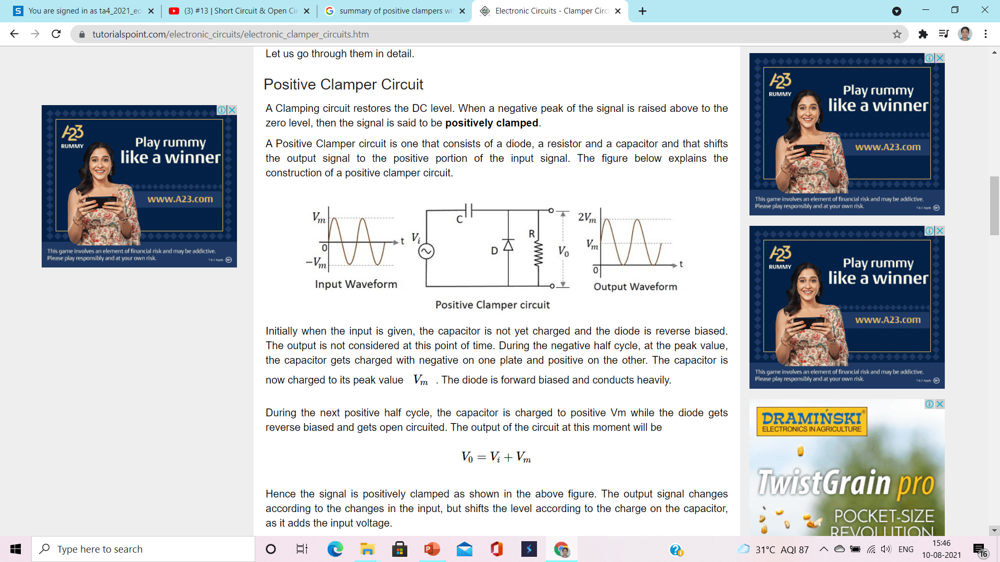 You are signed in as ta4_2021_ec
(3) #13 | Short Circuit & Open Cir
summary of positive clampers wi
Electronic Circuits - Clamper Circ
tutorialspoint.com/electronic_circuits/electronic_clamper_circuits.htm
Let us go through them in detail.
Positive Clamper Circuit
A Clamping circuit restores the DC level. When a negative peak of the signal is raised above to the
zero level, then the signal is said to be positively clamped.
A Positive Clamper circuit is one that consists of a diode, a resistor and a capacitor and that shifts
the output signal to the positive portion of the input signal. The figure below explains the
construction of a positive clamper circuit.
Vm
0
−Vm
t
Input Waveform
Vi
C
D
R
V0
2Vm
Vm
0
t
Output Waveform
Positive Clamper circuit
Initially when the input is given, the capacitor is not yet charged and the diode is reverse biased.
The output is not considered at this point of time. During the negative half cycle, at the peak value,
the capacitor gets charged with negative on one plate and positive on the other. The capacitor is
now charged to its peak value Vm . The diode is forward biased and conducts heavily.
During the next positive half cycle, the capacitor is charged to positive Vm while the diode gets
reverse biased and gets open circuited. The output of the circuit at this moment will be
V0 = Vi + Vm
Hence the signal is positively clamped as shown in the above figure. The output signal changes
according to the changes in the input, but shifts the level according to the charge on the capacitor,
as it adds the input voltage.
A23
RUMMY
Play rummy
like a winner
www.A23.com
This game involves an element of financial risk and may be addictive.
Please play responsibly and at your own risk.
T & C Apply
18+
A23
RUMMY
Play rummy
like a winner
www.A23.com
This game involves an element of financial risk and may be addictive.
Please play responsibly and at your own risk.
T & C Apply
18+
A23
RUMMY
Play rummy
like a winner
www.A23.com
This game involves an element of financial risk and may be addictive.
Please play responsibly and at your own risk.
T & C Apply
18+
DRAMIŃSKI®
ELECTRONICS IN AGRICULTURE
TwistGrain pro
POCKET-SIZE
REVOLUTION
Type here to search
31°C AQI 87
ENG
15:46
10-08-2021
16